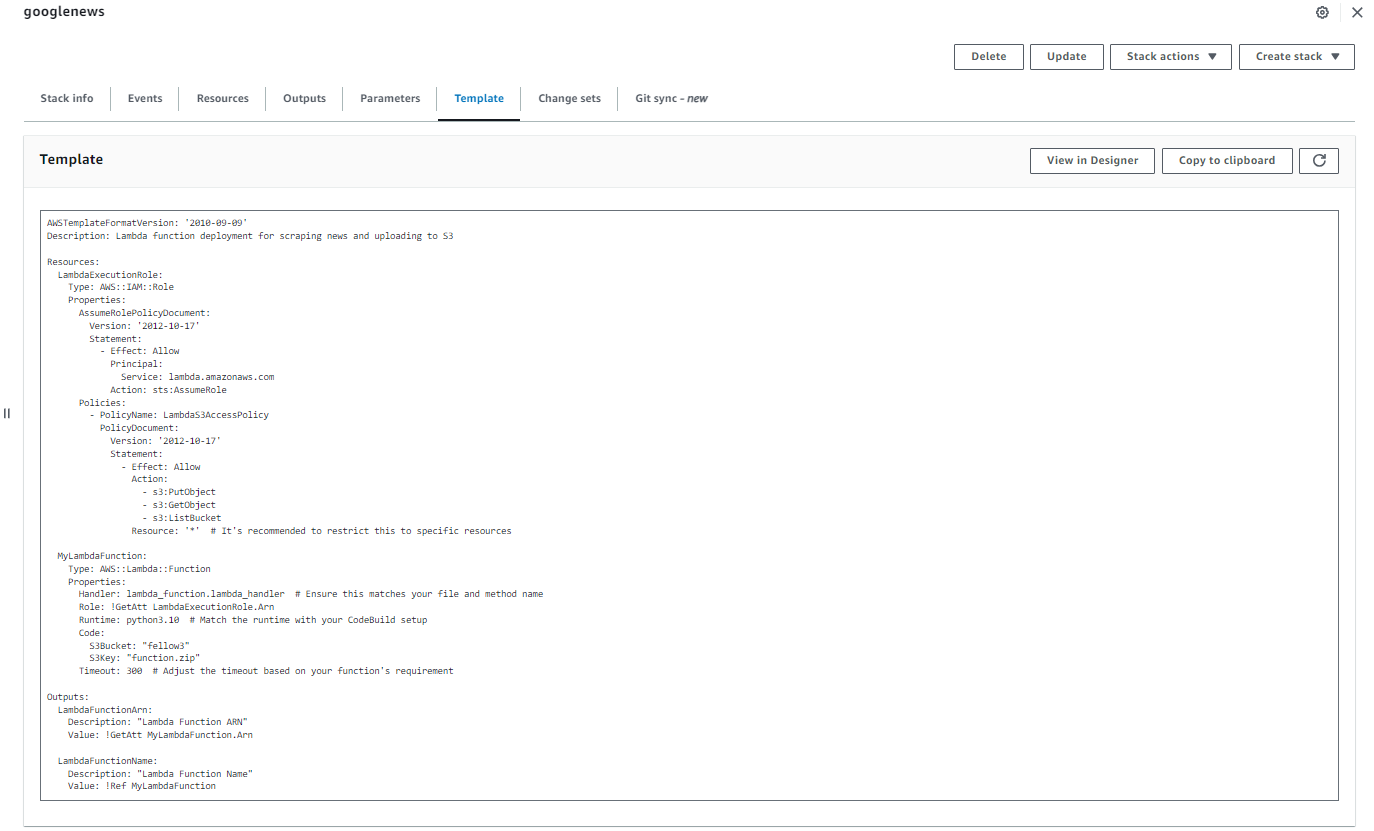 googlenews
Delete
Update
Stack actions
Create stack
Stack info
Events
Resources
Outputs
Parameters
Template
Change sets
Git sync - new
Template
View in Designer
Copy to clipboard
AWSTemplateFormatVersion: '2010-09-09'
Description: Lambda function deployment for scraping news and uploading to S3
Resources:
  LambdaExecutionRole:
    Type: AWS::IAM::Role
    Properties:
      AssumeRolePolicyDocument:
        Version: '2012-10-17'
        Statement:
          - Effect: Allow
            Principal:
              Service: lambda.amazonaws.com
            Action: sts:AssumeRole
      Policies:
        - PolicyName: LambdaS3AccessPolicy
          PolicyDocument:
            Version: '2012-10-17'
            Statement:
              - Effect: Allow
                Action:
                  - s3:PutObject
                  - s3:GetObject
                  - s3:ListBucket
                Resource: '*'  # It's recommended to restrict this to specific resources
  MyLambdaFunction:
    Type: AWS::Lambda::Function
    Properties:
      Handler: lambda_function.lambda_handler  # Ensure this matches your file and method name
      Role: !GetAtt LambdaExecutionRole.Arn
      Runtime: python3.10  # Match the runtime with your CodeBuild setup
      Code:
        S3Bucket: "fellow3"
        S3Key: "function.zip"
      Timeout: 300  # Adjust the timeout based on your function's requirement
Outputs:
  LambdaFunctionArn:
    Description: "Lambda Function ARN"
    Value: !GetAtt MyLambdaFunction.Arn
  LambdaFunctionName:
    Description: "Lambda Function Name"
    Value: !Ref MyLambdaFunction